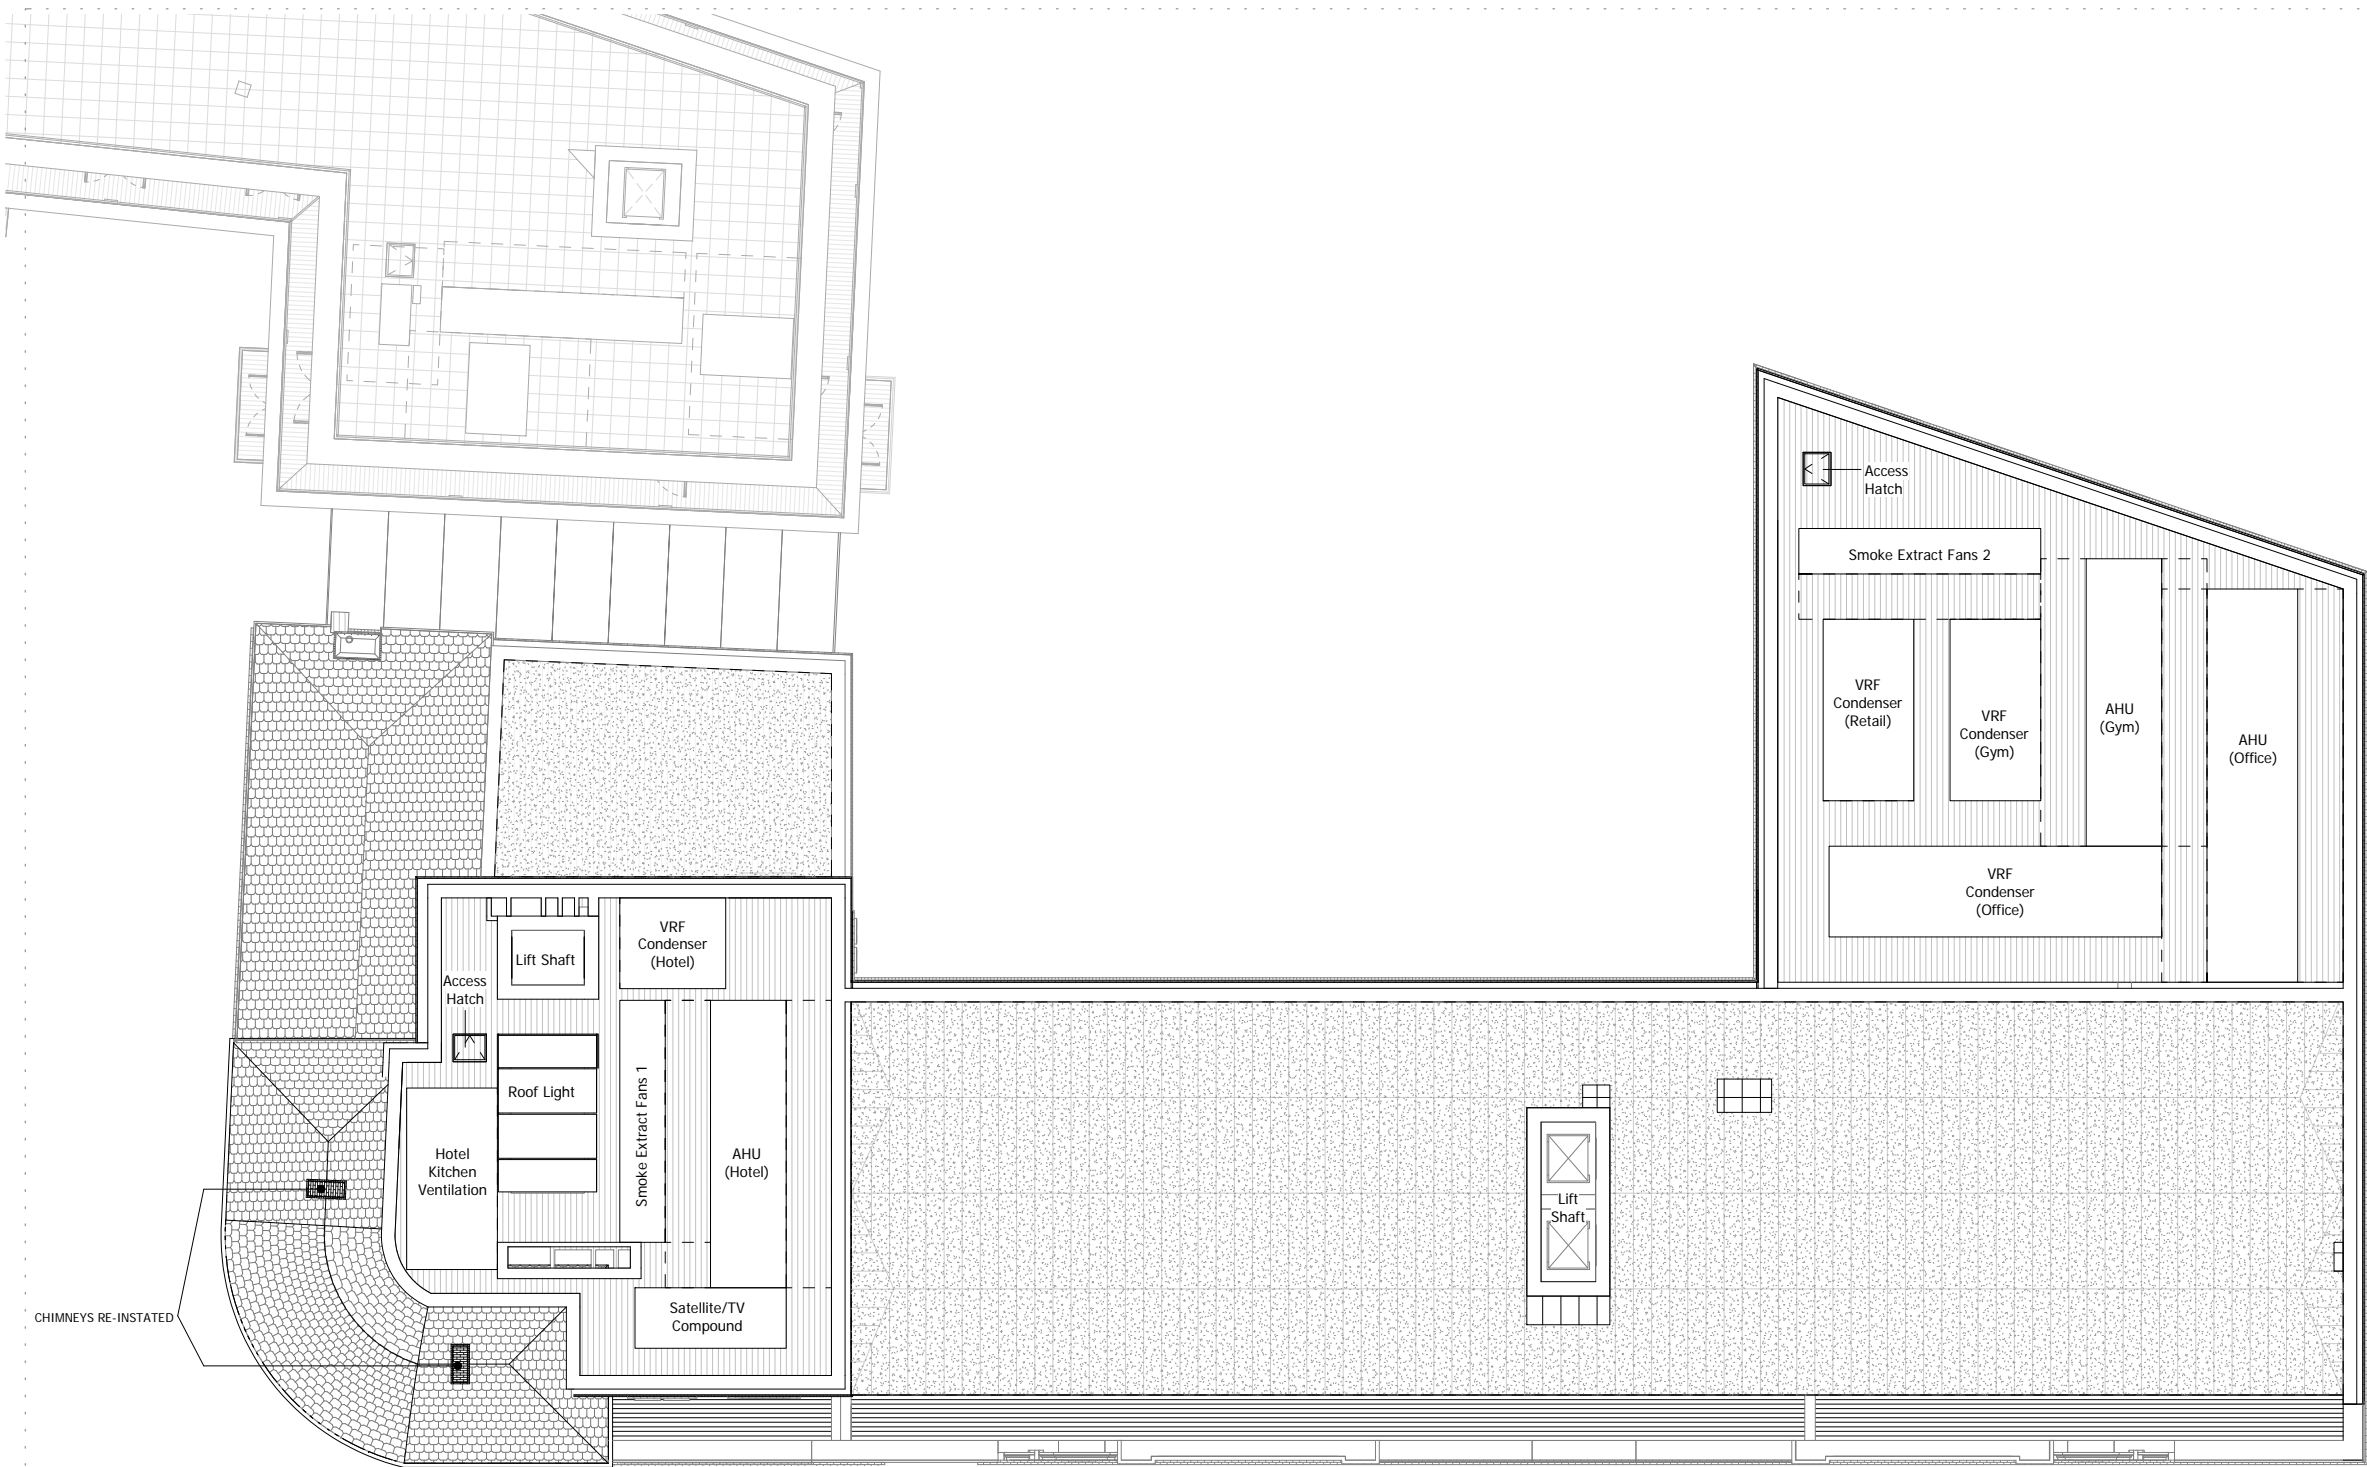 Access
Hatch
Smoke Extract Fans 2
VRF
Condenser
(Retail)
VRF
Condenser
(Gym)
AHU
(Gym)
AHU
(Office)
VRF
Condenser
(Office)
VRF
Condenser
(Hotel)
Lift Shaft
Access
Hatch
Roof Light
Smoke Extract Fans 1
Hotel
Kitchen
Ventilation
AHU
(Hotel)
Lift
Shaft
Satellite/TV
Compound
CHIMNEYS RE-INSTATED